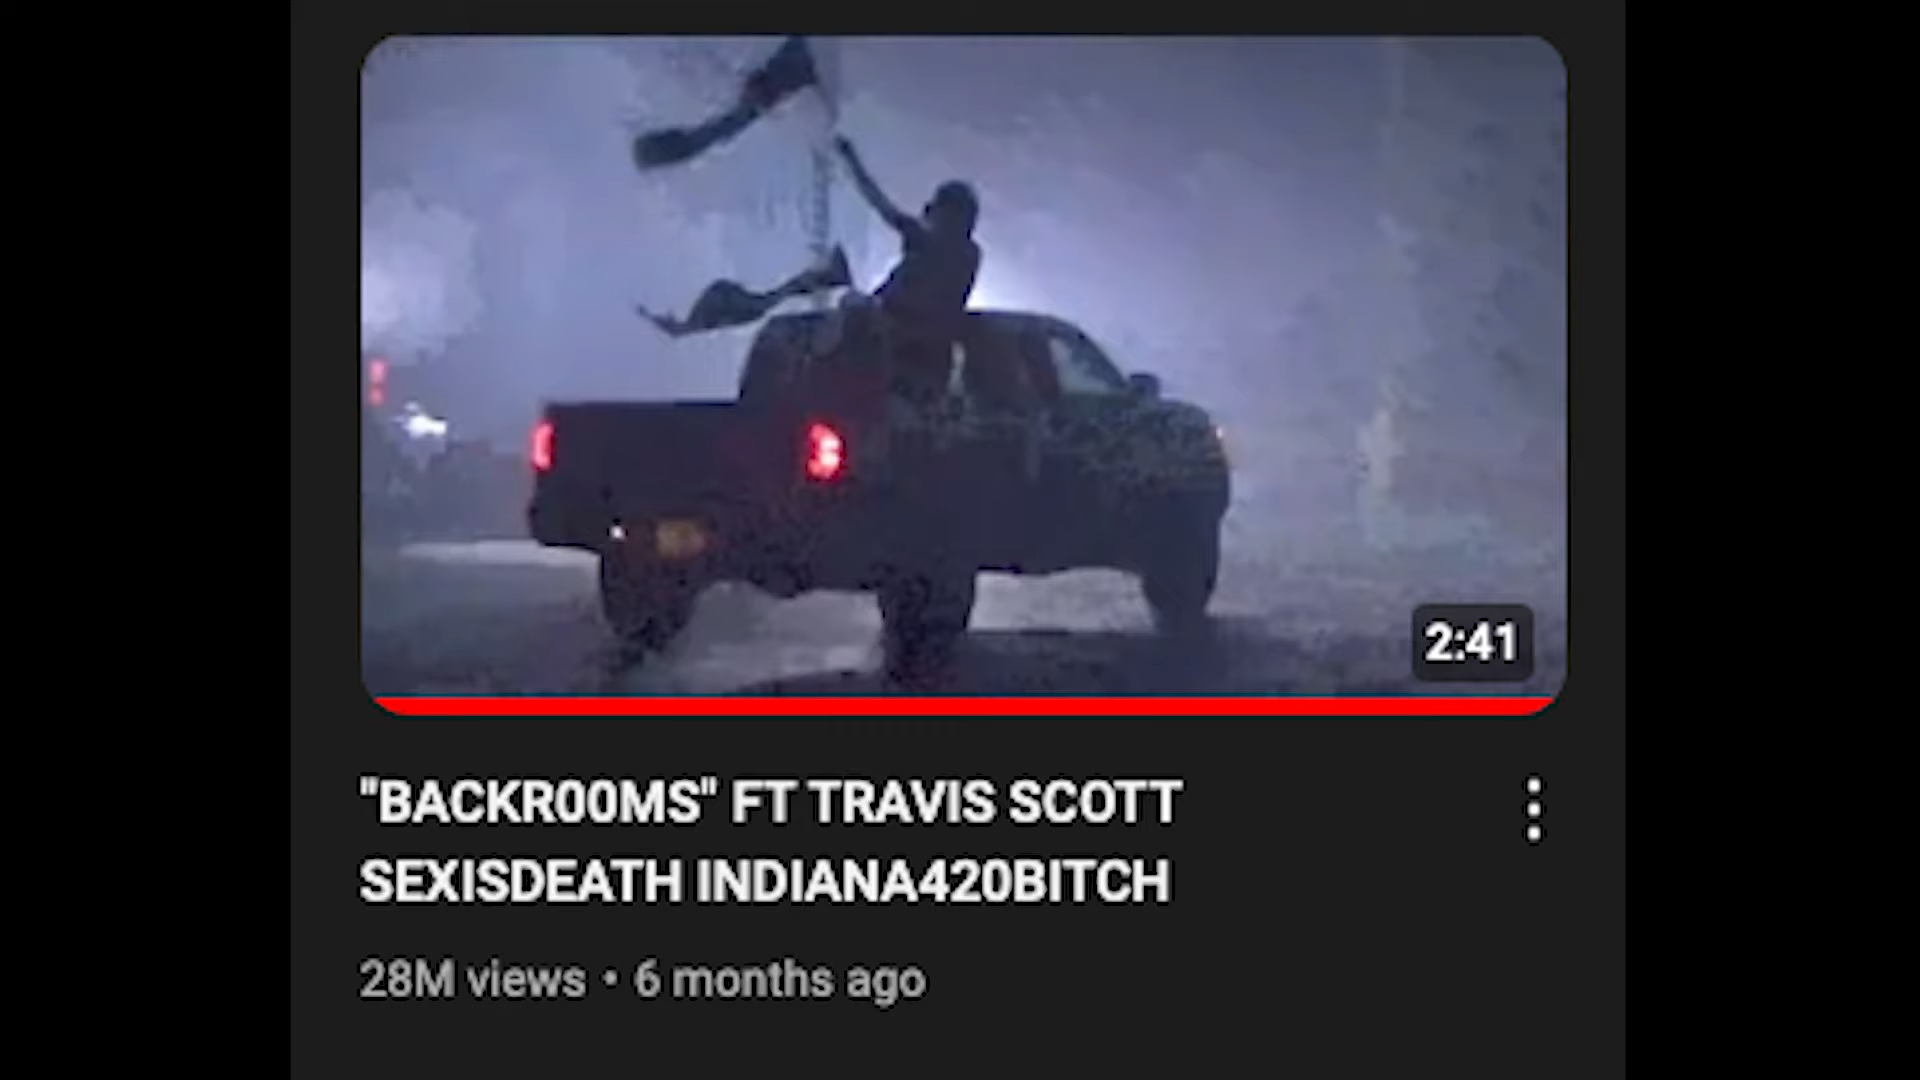 2:41
"BACKR00MS" FT TRAVIS SCOTT
SEXISDEATH INDIANA420BITCH
28M views • 6 months ago